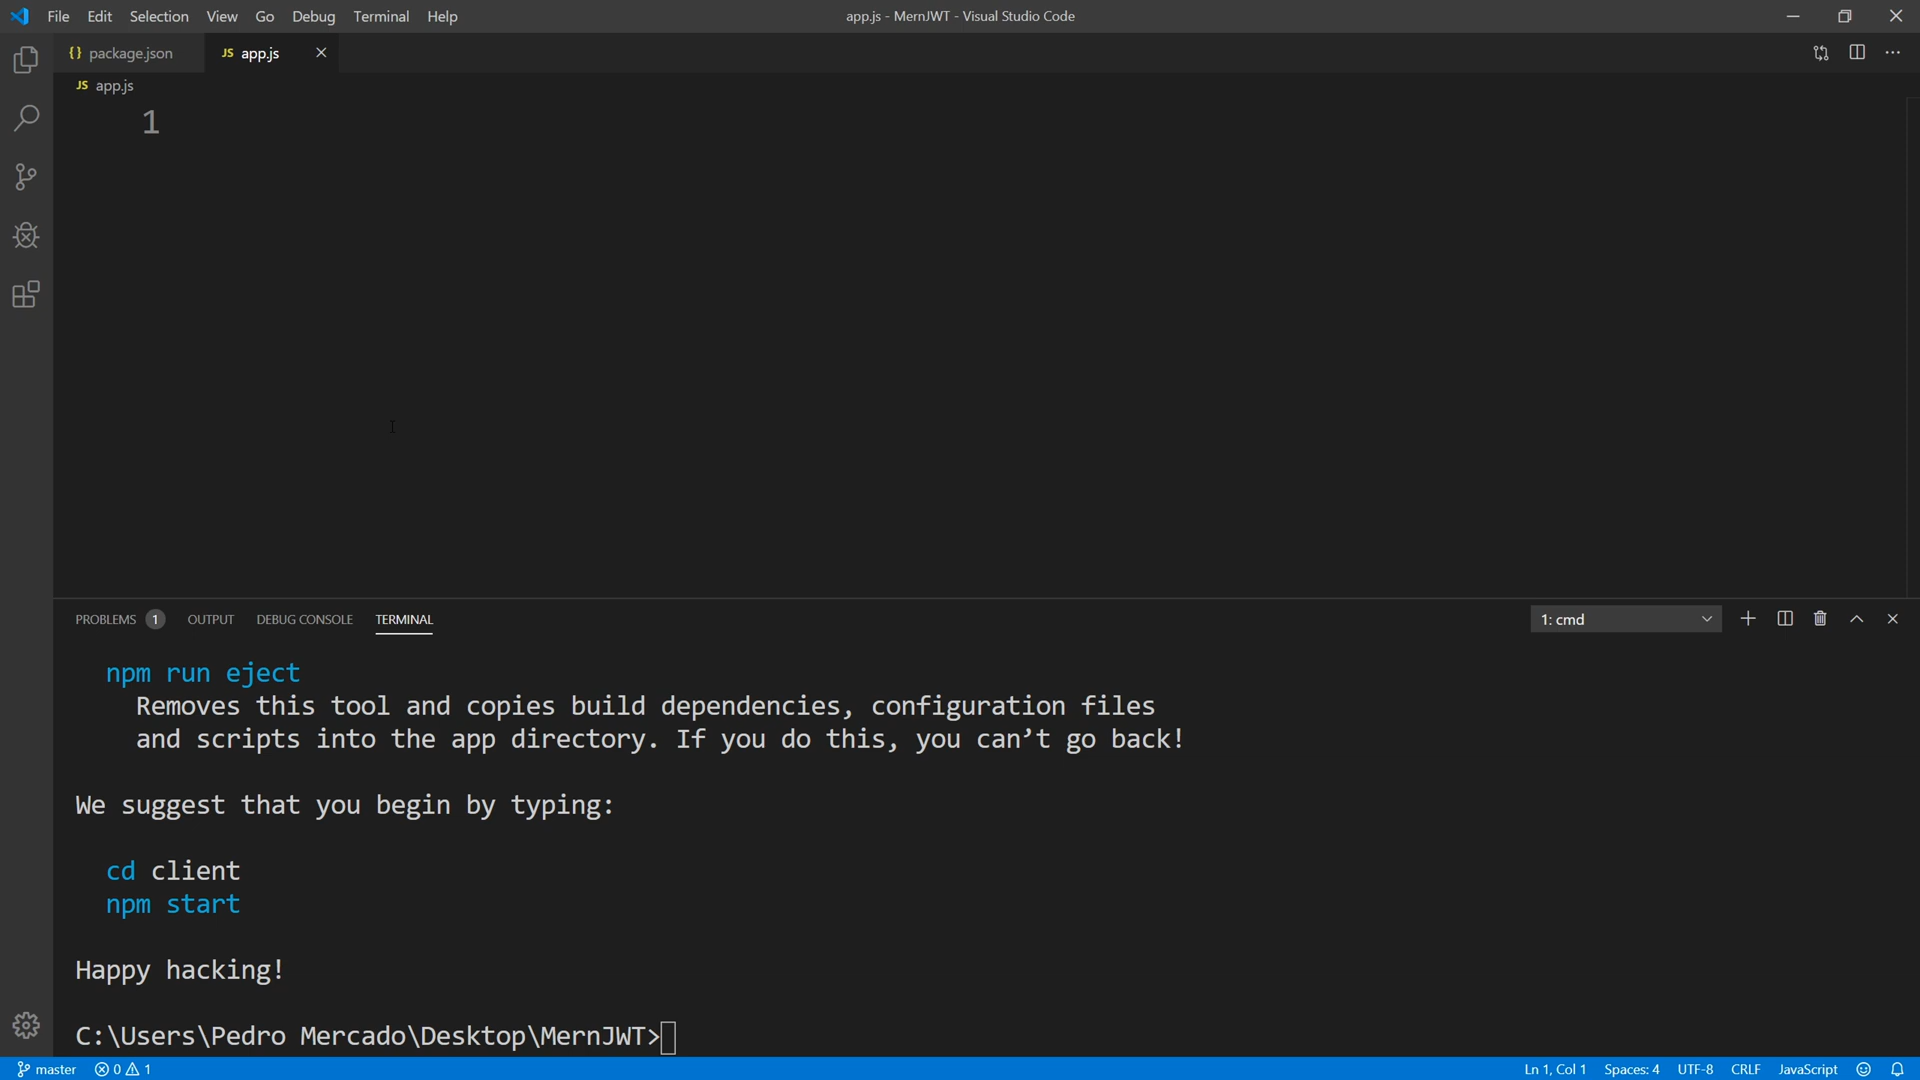 File Edit Selection View Go Debug Terminal Help
app.js - MernJWT - Visual Studio Code
{} package.json
JS app.js
JS app.js
1
PROBLEMS 1 OUTPUT DEBUG CONSOLE TERMINAL
1: cmd
npm run eject
Removes this tool and copies build dependencies, configuration files
and scripts into the app directory. If you do this, you can’t go back!
We suggest that you begin by typing:
cd client
npm start
Happy hacking!
C:\Users\Pedro Mercado\Desktop\MernJWT>
master 0 1
Ln 1, Col 1 Spaces: 4 UTF-8 CRLF JavaScript